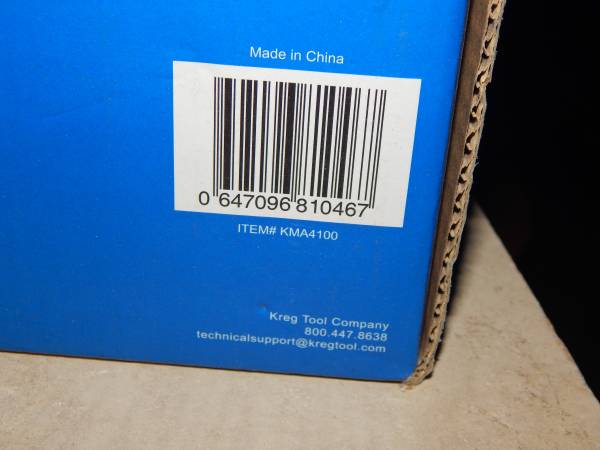 Made in China
0 647096 810467
ITEM# KMA4100
Kreg Tool Company
800.447.8638
technicalsupport@kregtool.com